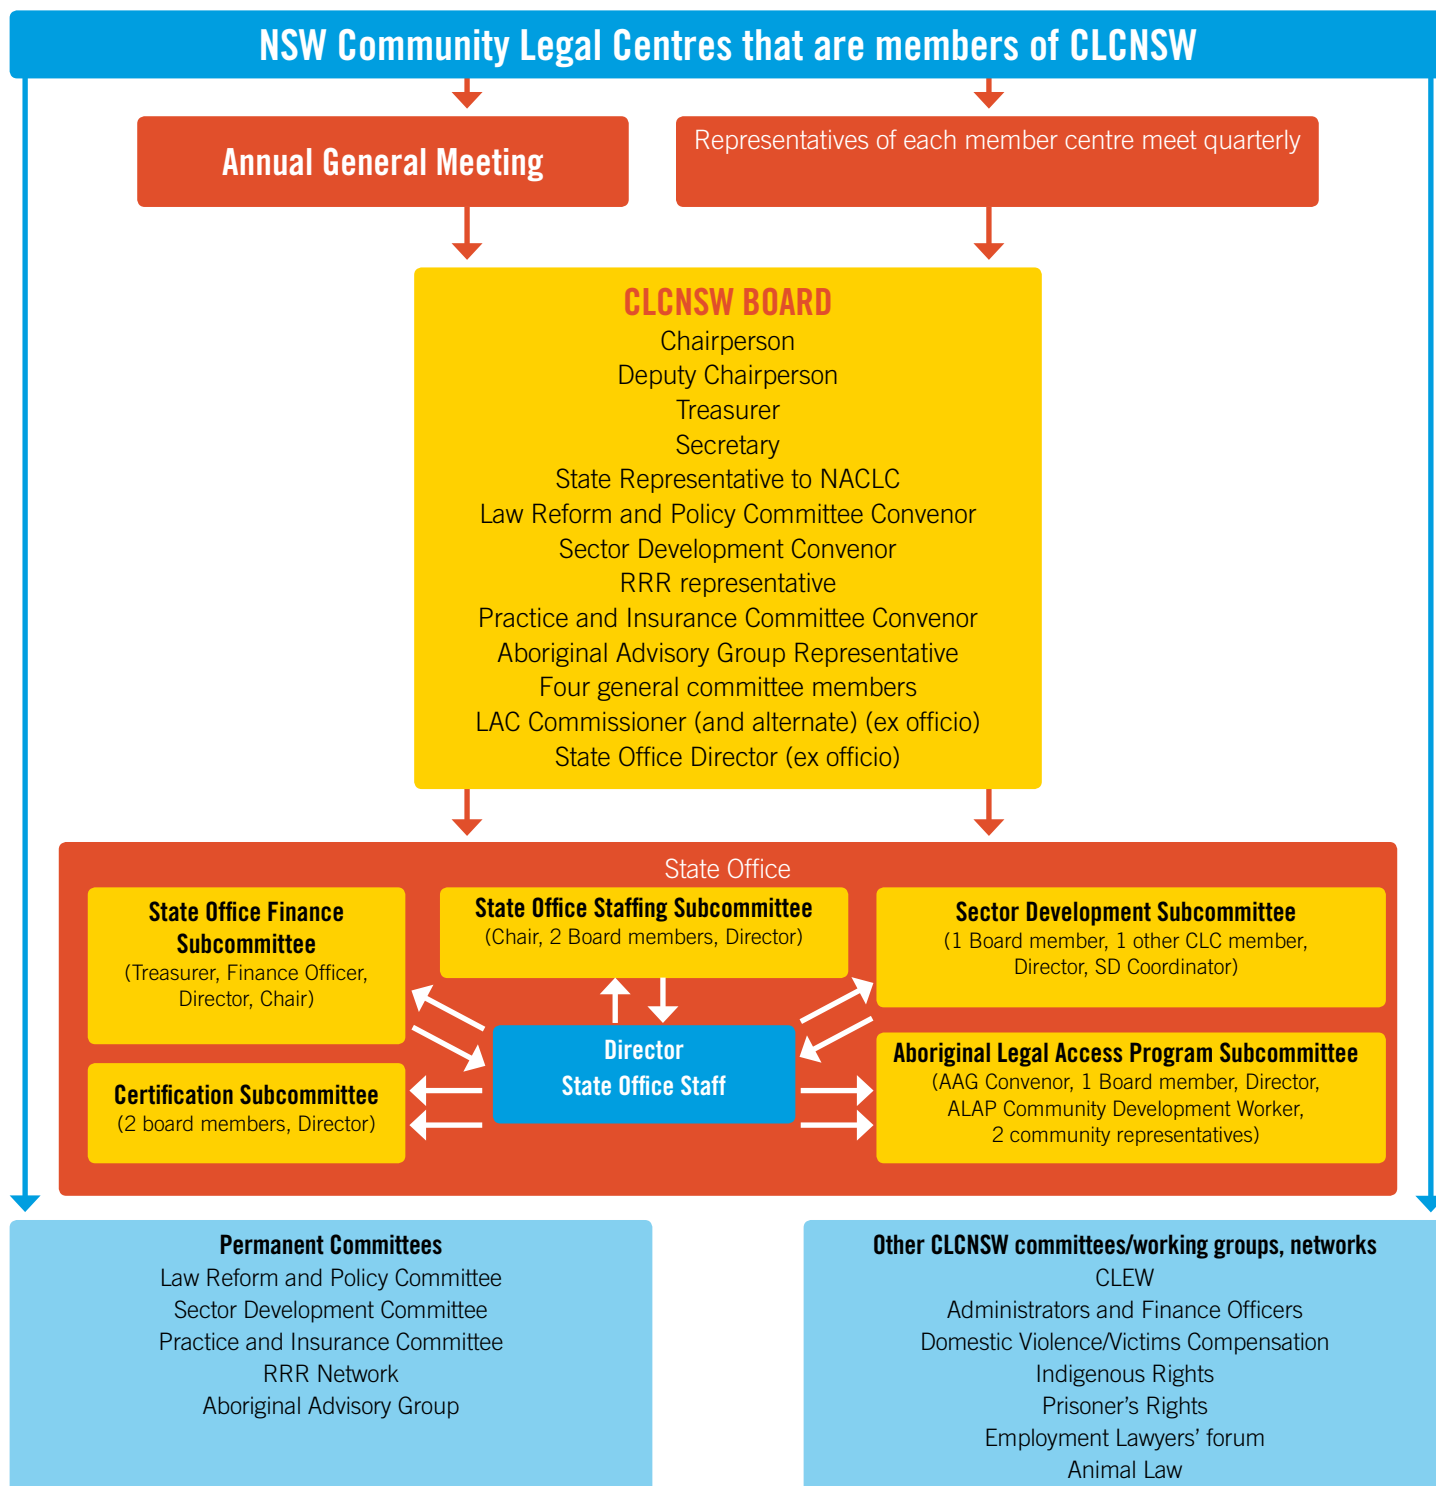 NSW Community Legal Centres that are members of CLCNSW
Annual General Meeting
Representatives of each member centre meet quarterly
CLCNSW BOARD
Chairperson
Deputy Chairperson
Treasurer
Secretary
State Representative to NACLC
Law Reform and Policy Committee Convenor
Sector Development Convenor
RRR representative
Practice and Insurance Committee Convenor
Aboriginal Advisory Group Representative
Four general committee members
LAC Commissioner (and alternate) (ex officio)
State Office Director (ex officio)
State Office
State Office Finance
Subcommittee
(Treasurer, Finance Officer,
Director, Chair)
State Office Staffing Subcommittee
(Chair, 2 Board members, Director)
Sector Development Subcommittee
(1 Board member, 1 other CLC member,
Director, SD Coordinator)
Director
State Office Staff
Certification Subcommittee
(2 board members, Director)
Aboriginal Legal Access Program Subcommittee
(AAG Convenor, 1 Board member, Director,
ALAP Community Development Worker,
2 community representatives)
Permanent Committees
Law Reform and Policy Committee
Sector Development Committee
Practice and Insurance Committee
RRR Network
Aboriginal Advisory Group
Other CLCNSW committees/working groups, networks
CLEW
Administrators and Finance Officers
Domestic Violence/Victims Compensation
Indigenous Rights
Prisoner's Rights
Employment Lawyers' forum
Animal Law